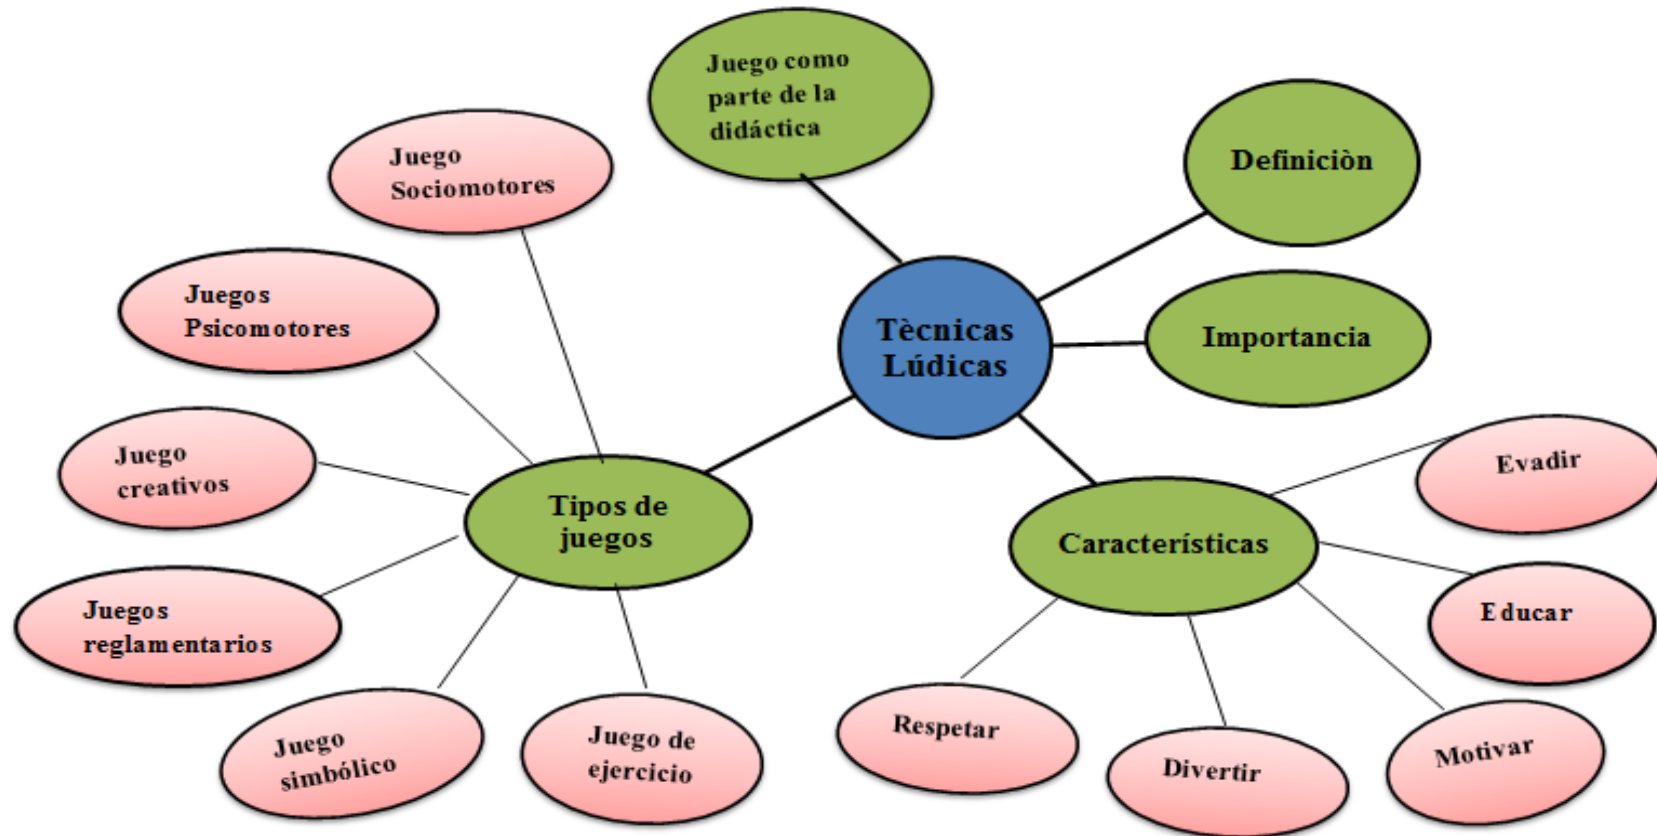 Juego como
parte de la
didáctica
Definiciòn
Juego
Sociomotores
Juegos
Psicomotores
Tècnicas
Lúdicas
Importancia
Juego
creativos
Evadir
Tipos de
juegos
Características
Juegos
reglamentarios
Educar
Juego
simbólico
Juego de
ejercicio
Respetar
Divertir
Motivar